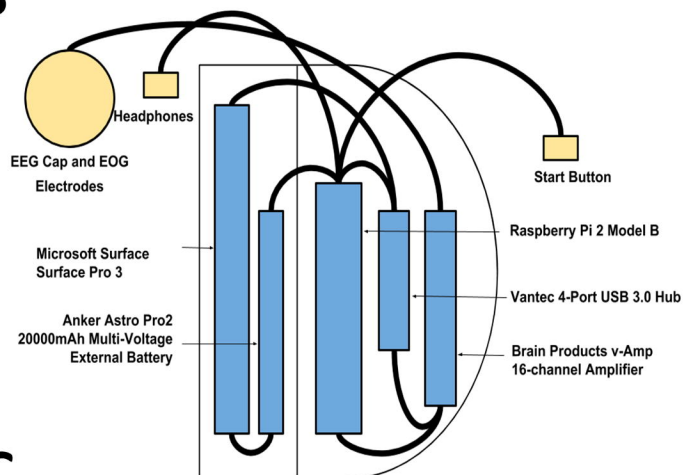 Headphones
EEG Cap and EOG
Electrodes
Start Button
Microsoft Surface
Surface Pro 3
Anker Astro Pro2
20000mAh Multi-Voltage
External Battery
Raspberry Pi 2 Model B
Vantec 4-Port USB 3.0 Hub
Brain Products v-Amp
16-channel Amplifier